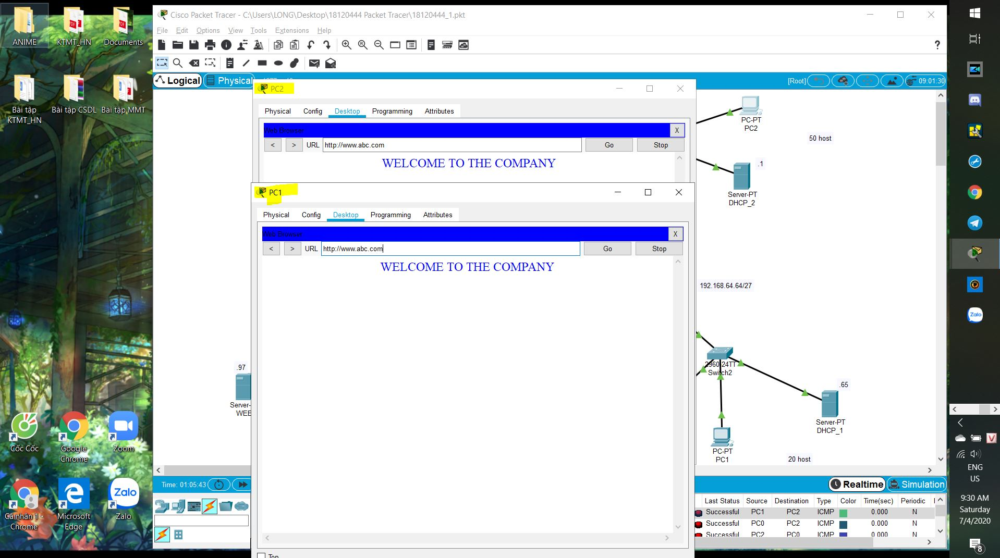 ANIME
KTMT_HN
Documents
Bài tập
KTMT_HN
Bài tập CSDL
Bài tập MMT
Cốc Cốc
Google
Chrome
Zoom
Cá nhân 1 -
Chrome
Microsoft
Edge
Zalo
Zalo
Cisco Packet Tracer - C:\Users\LONG\Desktop\18120444 Packet Tracer\18120444_1.pkt
File Edit Options View Tools Extensions Help
?
Logical
Physical
[Root]
09:01:30
PC2
Physical Config Desktop Programming Attributes
Web Browser
X
< > URL http://www.abc.com Go Stop
WELCOME TO THE COMPANY
PC1
Physical Config Desktop Programming Attributes
Web Browser
X
< > URL http://www.abc.com Go Stop
WELCOME TO THE COMPANY
Top
PC-PT
PC2
50 host
.1
Server-PT
DHCP_2
192.168.64.64/27
2960-24TT
Switch2
.65
Server-PT
DHCP_1
PC-PT
PC1
20 host
.97
Server-
Time: 01:05:43
Realtime
Simulation
Last Status Source Destination Type Color Time(sec) Periodic
Successful PC1 PC2 ICMP 0.000 N
Successful PC0 PC2 ICMP 0.000 N
Successful PC2 PC0 ICMP 0.000 N
Zalo
V
ENG
US
9:30 AM
Saturday
7/4/2020
8